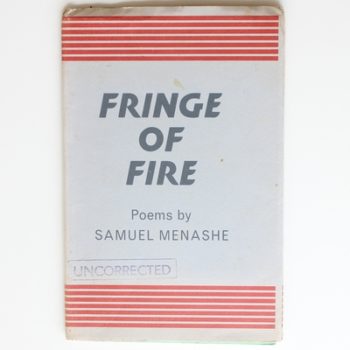 FRINGE
OF
FIRE
Poems by
SAMUEL MENASHE
UNCORRECTED